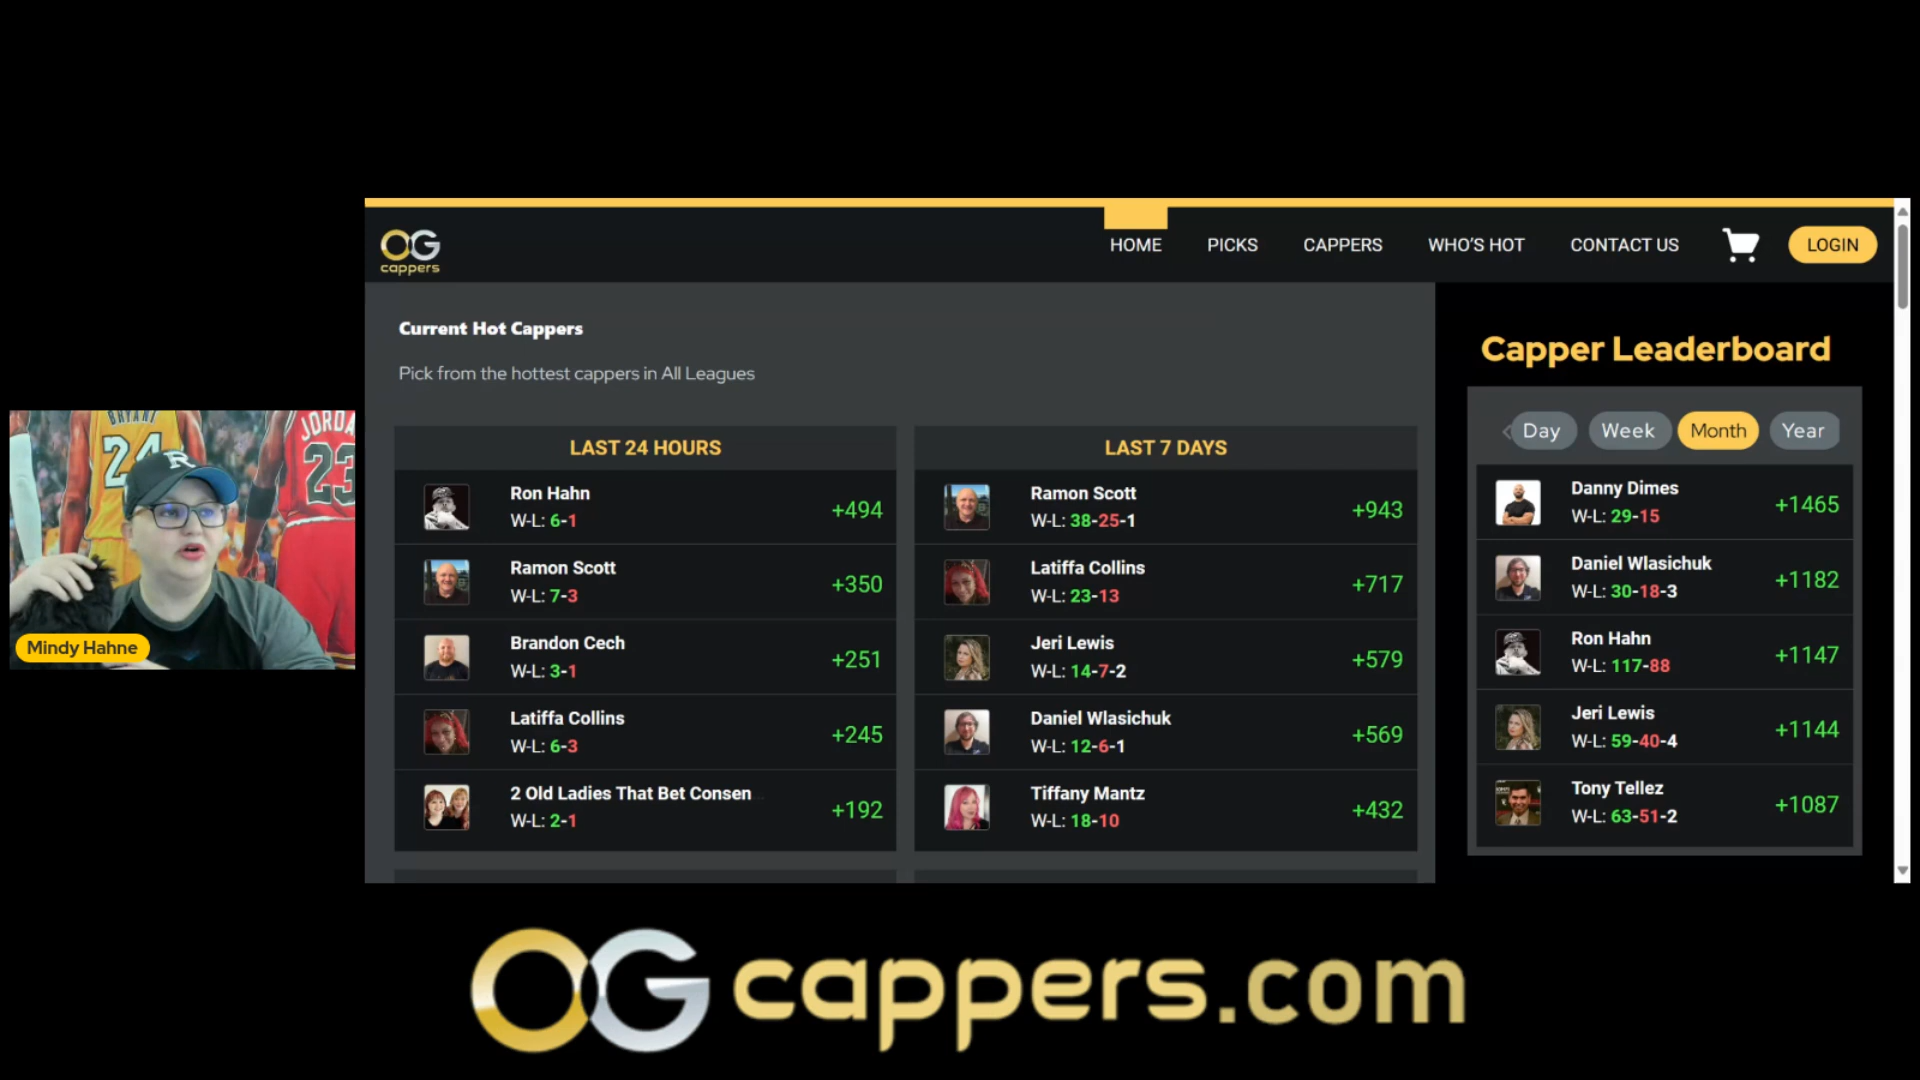 OG
cappers
HOME
PICKS
CAPPERS
WHO'S HOT
CONTACT US
LOGIN
Current Hot Cappers
Pick from the hottest cappers in All Leagues
LAST 24 HOURS
Ron Hahn
W-L: 6-1
+494
Ramon Scott
W-L: 7-3
+350
Brandon Cech
W-L: 3-1
+251
Latiffa Collins
W-L: 6-3
+245
2 Old Ladies That Bet Consen
W-L: 2-1
+192
LAST 7 DAYS
Ramon Scott
W-L: 38-25-1
+943
Latiffa Collins
W-L: 23-13
+717
Jeri Lewis
W-L: 14-7-2
+579
Daniel Wlasichuk
W-L: 12-6-1
+569
Tiffany Mantz
W-L: 18-10
+432
Capper Leaderboard
Day
Week
Month
Year
Danny Dimes
W-L: 29-15
+1465
Daniel Wlasichuk
W-L: 30-18-3
+1182
Ron Hahn
W-L: 117-88
+1147
Jeri Lewis
W-L: 59-40-4
+1144
Tony Tellez
W-L: 63-51-2
+1087
BRYANT
24
JORDA
23
R
Mindy Hahne
OG cappers.com